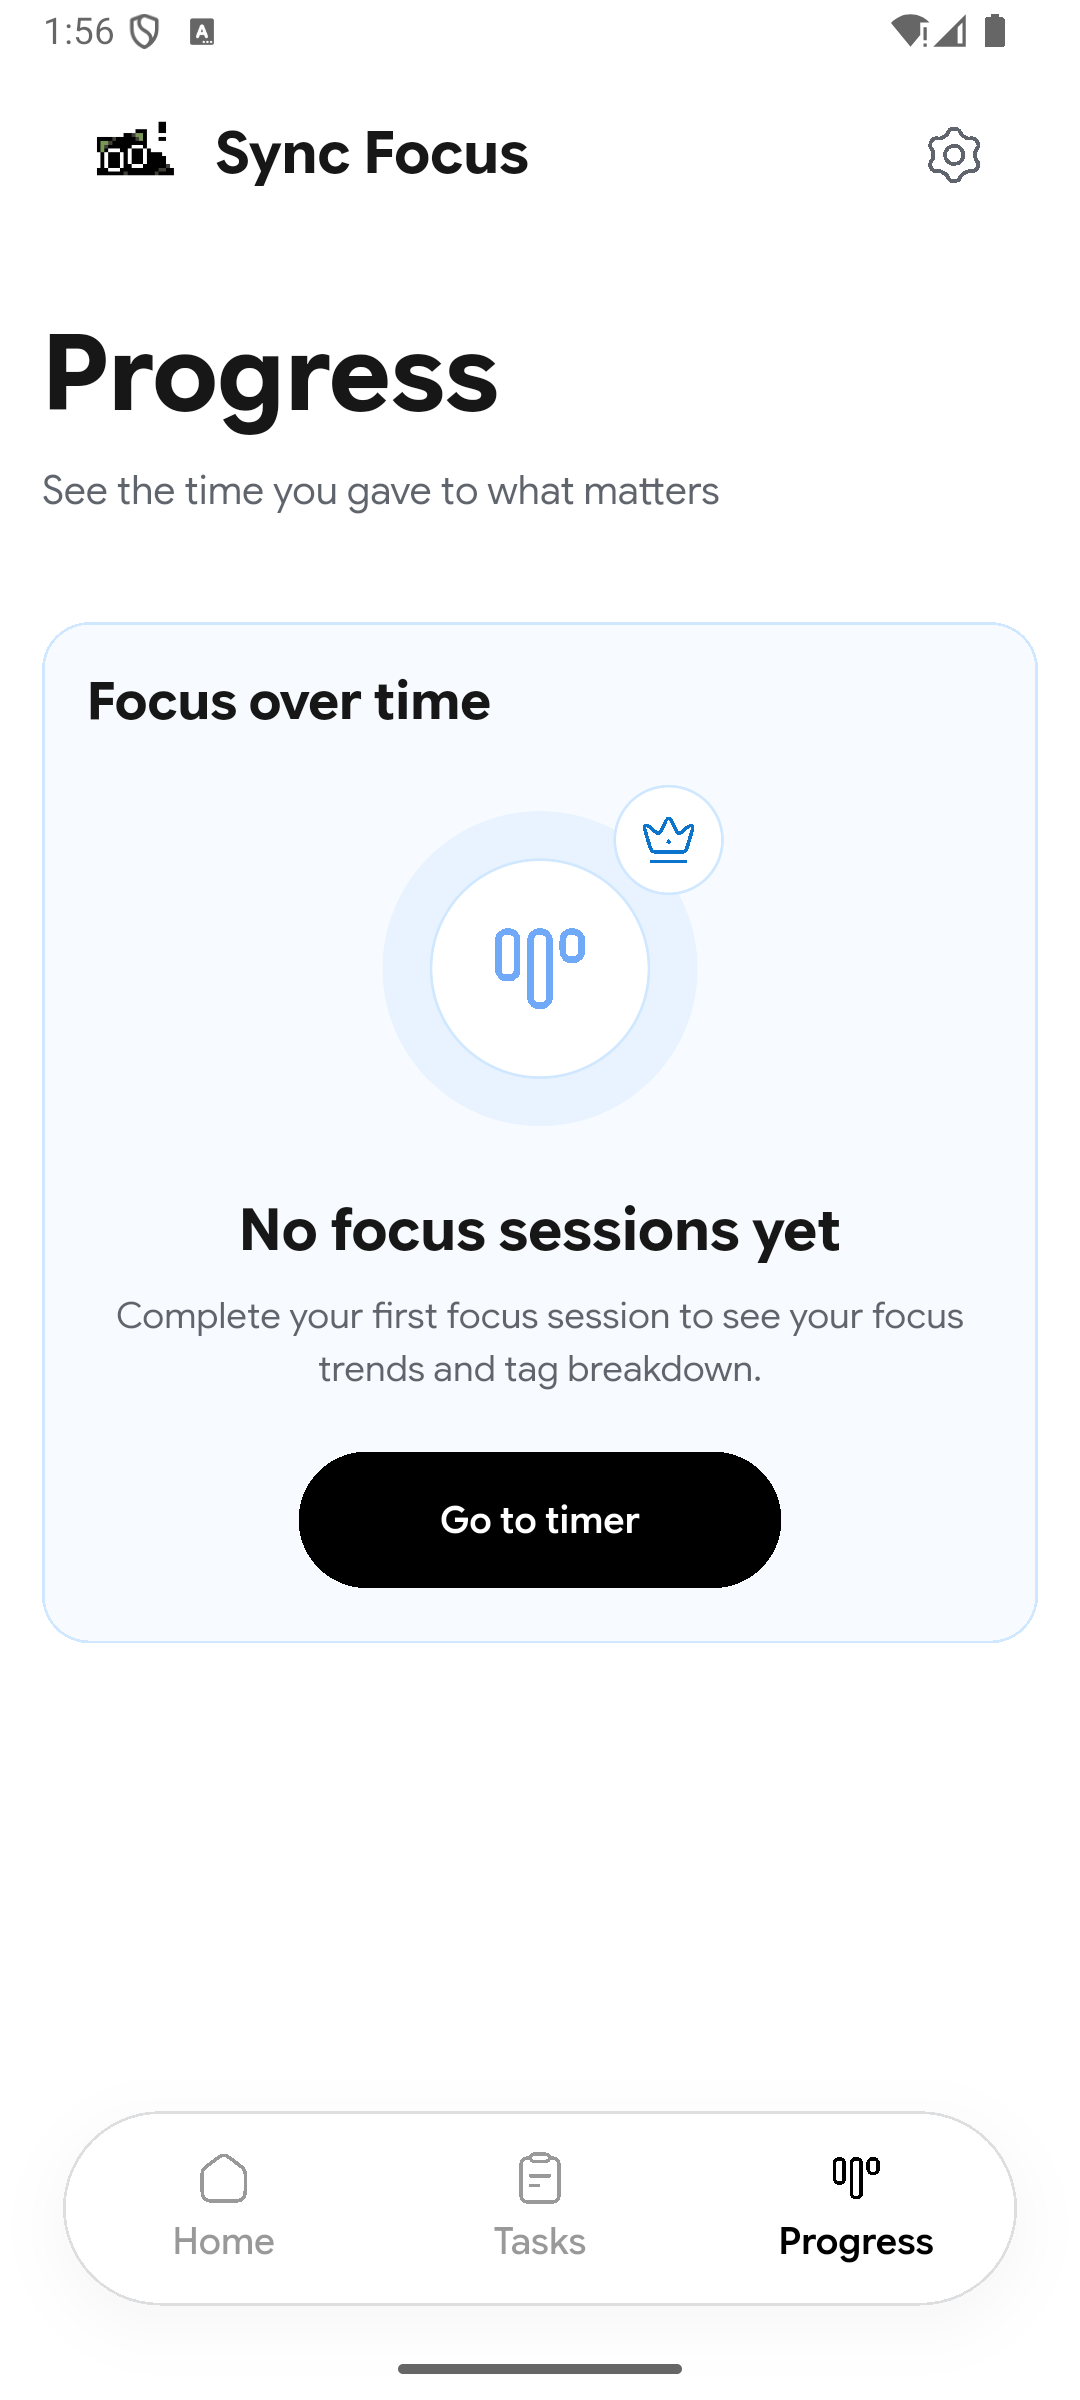 1:56
Sync Focus
Progress
See the time you gave to what matters
Focus over time
No focus sessions yet
Complete your first focus session to see your focus
trends and tag breakdown.
Go to timer
Home
Tasks
Progress